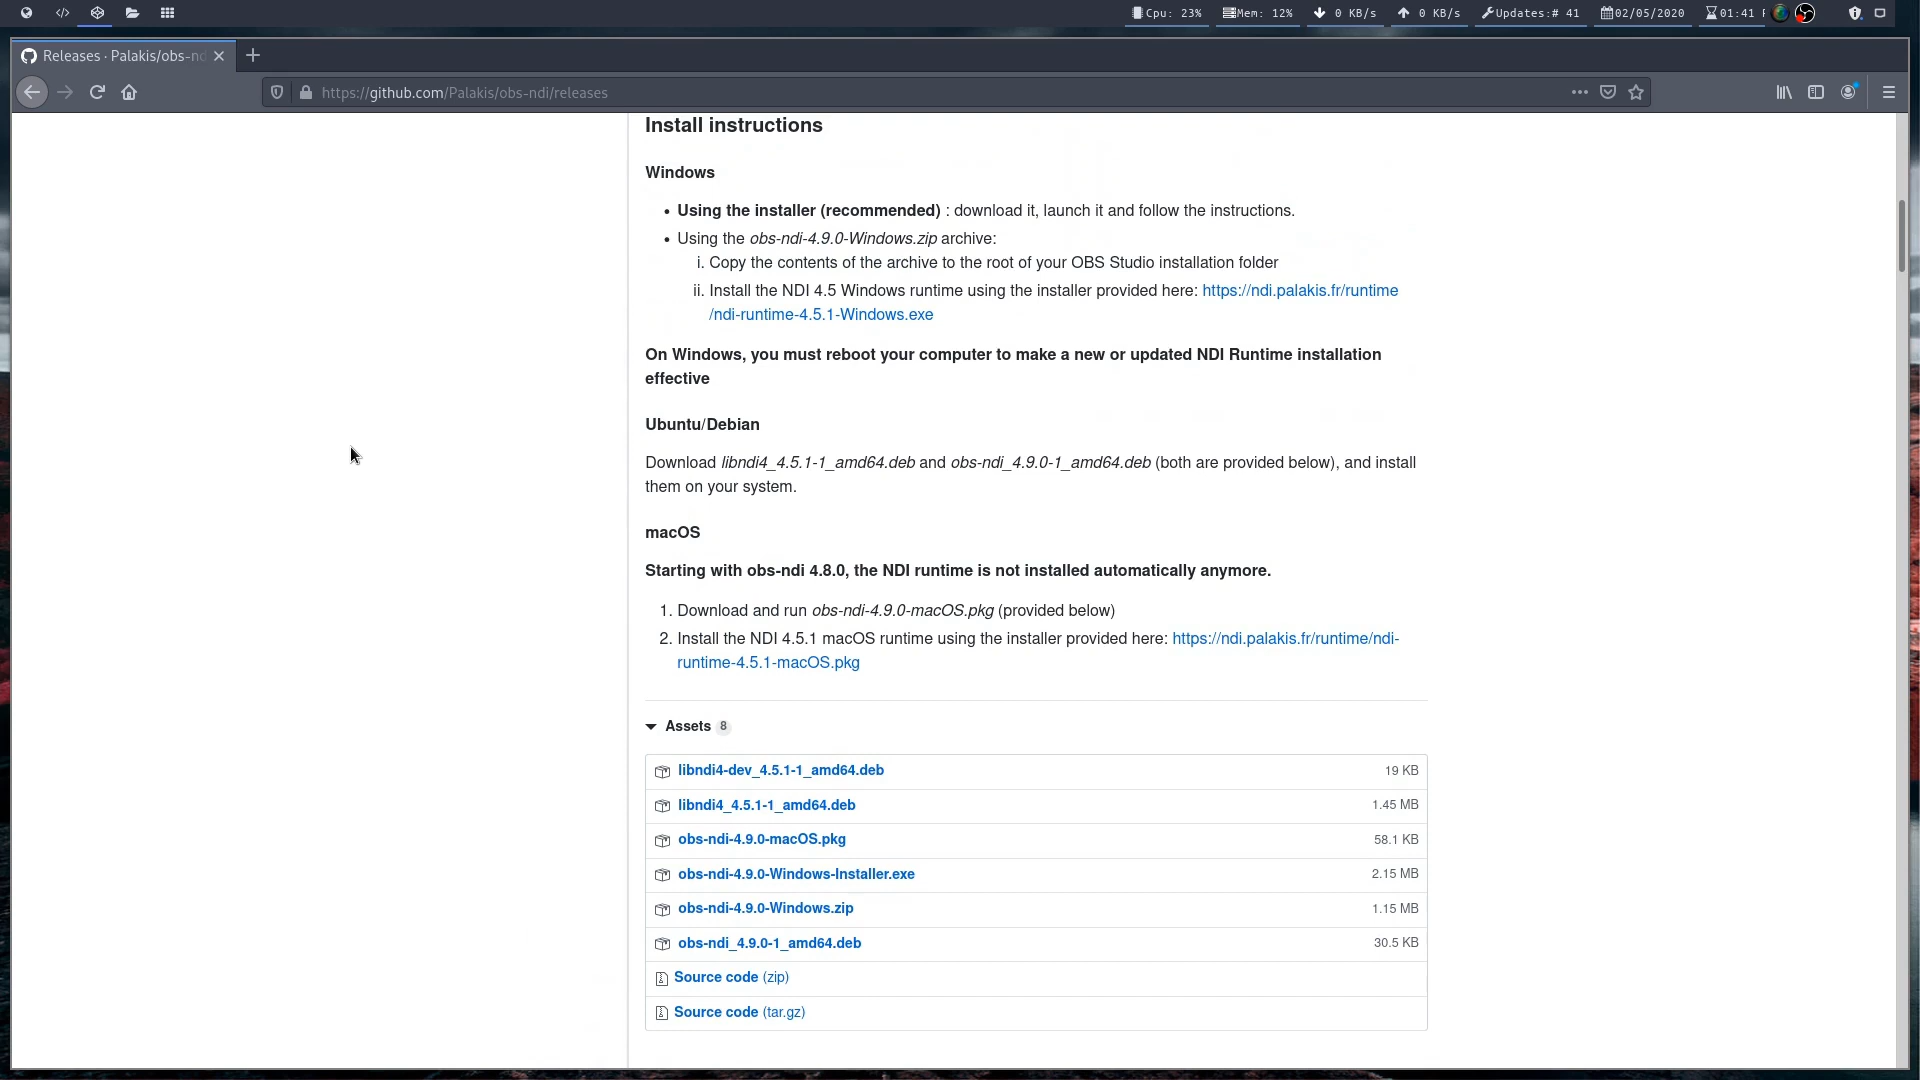 Cpu: 23% Mem: 12% 0 KB/s 0 KB/s Updates:# 41 02/05/2020 01:41
Releases · Palakis/obs-nd
https://github.com/Palakis/obs-ndi/releases
Install instructions
Windows
• Using the installer (recommended) : download it, launch it and follow the instructions.
• Using the obs-ndi-4.9.0-Windows.zip archive:
i. Copy the contents of the archive to the root of your OBS Studio installation folder
ii. Install the NDI 4.5 Windows runtime using the installer provided here: https://ndi.palakis.fr/runtime
/ndi-runtime-4.5.1-Windows.exe
On Windows, you must reboot your computer to make a new or updated NDI Runtime installation
effective
Ubuntu/Debian
Download libndi4_4.5.1-1_amd64.deb and obs-ndi_4.9.0-1_amd64.deb (both are provided below), and install
them on your system.
macOS
Starting with obs-ndi 4.8.0, the NDI runtime is not installed automatically anymore.
1. Download and run obs-ndi-4.9.0-macOS.pkg (provided below)
2. Install the NDI 4.5.1 macOS runtime using the installer provided here: https://ndi.palakis.fr/runtime/ndi-
runtime-4.5.1-macOS.pkg
Assets 8
libndi4-dev_4.5.1-1_amd64.deb 19 KB
libndi4_4.5.1-1_amd64.deb 1.45 MB
obs-ndi-4.9.0-macOS.pkg 58.1 KB
obs-ndi-4.9.0-Windows-Installer.exe 2.15 MB
obs-ndi-4.9.0-Windows.zip 1.15 MB
obs-ndi_4.9.0-1_amd64.deb 30.5 KB
Source code (zip)
Source code (tar.gz)